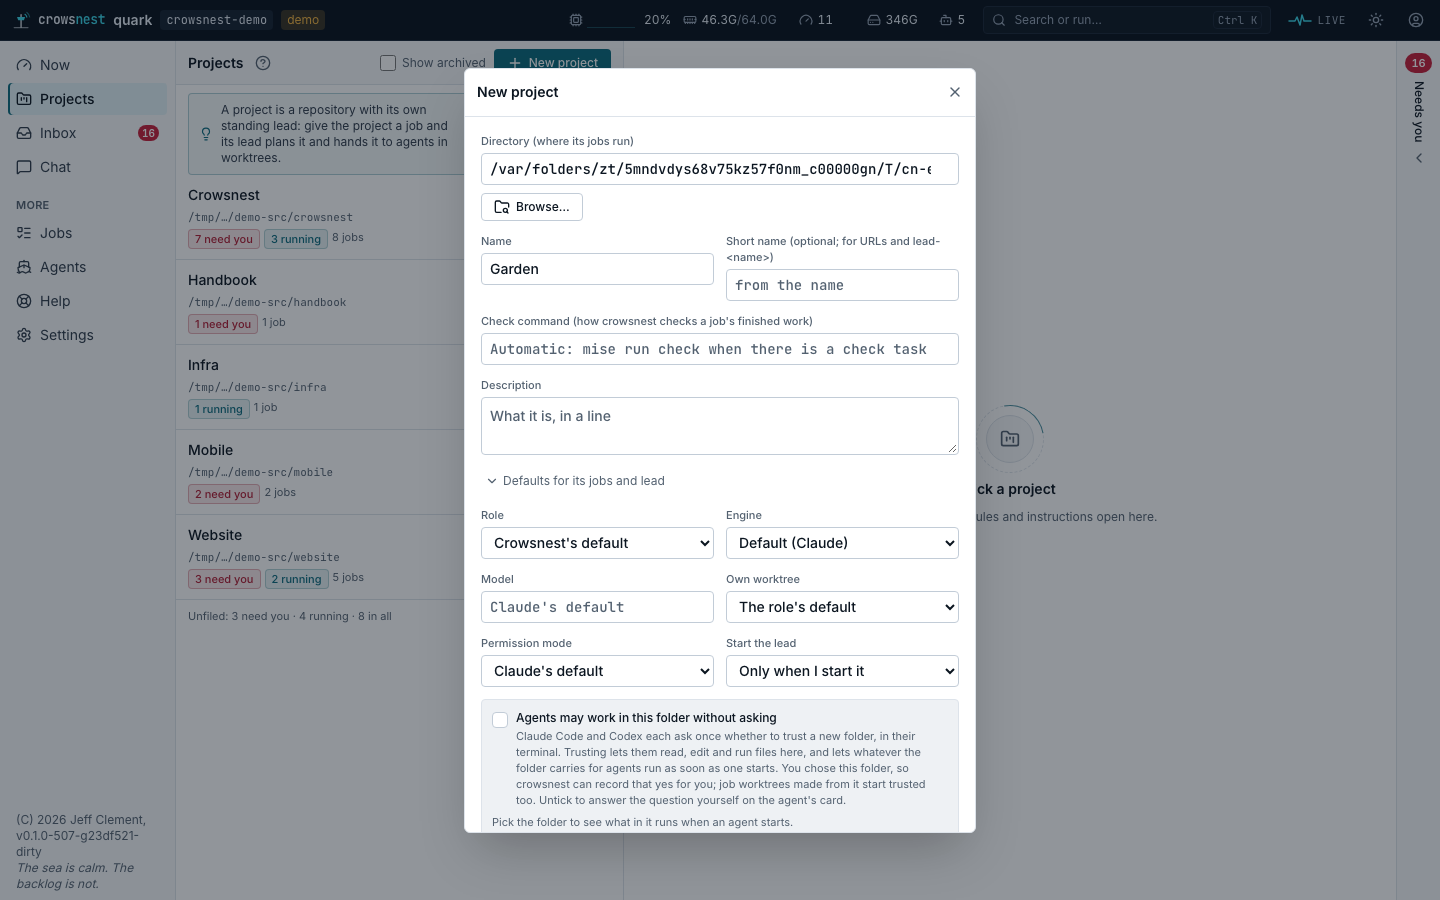 crowsnest quark crowsnest-demo demo 20% 46.3G/64.0G 11 346G 5 Search or run... Ctrl K LIVE
Now
Projects
Inbox 16
Chat
MORE
Jobs
Agents
Help
Settings
(C) 2026 Jeff Clement,
v0.1.0-507-g23df521-
dirty
The sea is calm. The
backlog is not.
Projects Show archived New project
A project is a repository with its own
standing lead: give the project a job and
its lead plans it and hands it to agents in
worktrees.
Crowsnest
/tmp/…/demo-src/crowsnest
7 need you 3 running 8 jobs
Handbook
/tmp/…/demo-src/handbook
1 need you 1 job
Infra
/tmp/…/demo-src/infra
1 running 1 job
Mobile
/tmp/…/demo-src/mobile
2 need you 2 jobs
Website
/tmp/…/demo-src/website
3 need you 2 running 5 jobs
Unfiled: 3 need you · 4 running · 8 in all
New project
Directory (where its jobs run)
/var/folders/zt/5mndvdys68v75kz57f0nm_c00000gn/T/cn-e
Browse...
Name
Garden
Short name (optional; for URLs and lead-
<name>)
from the name
Check command (how crowsnest checks a job's finished work)
Automatic: mise run check when there is a check task
Description
What it is, in a line
Defaults for its jobs and lead
Role
Crowsnest's default
Engine
Default (Claude)
Model
Claude's default
Own worktree
The role's default
Permission mode
Claude's default
Start the lead
Only when I start it
Agents may work in this folder without asking
Claude Code and Codex each ask once whether to trust a new folder, in their
terminal. Trusting lets them read, edit and run files here, and lets whatever the
folder carries for agents run as soon as one starts. You chose this folder, so
crowsnest can record that yes for you; job worktrees made from it start trusted
too. Untick to answer the question yourself on the agent's card.
Pick the folder to see what in it runs when an agent starts.
ck a project
ules and instructions open here.
16
Needs you